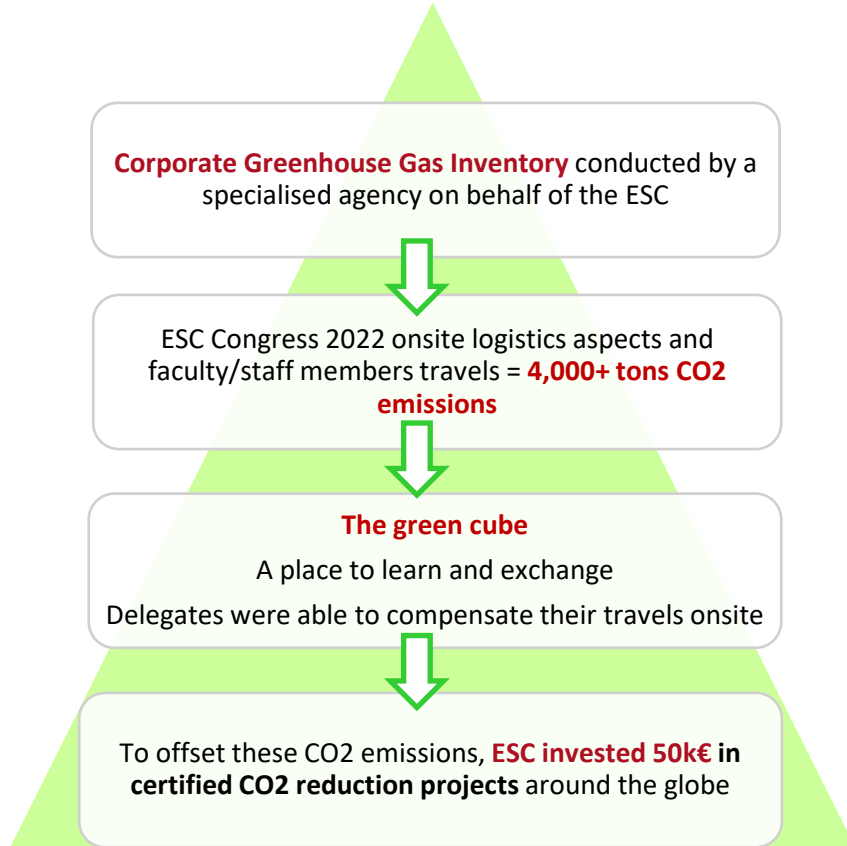 Corporate Greenhouse Gas Inventory conducted by a
specialised agency on behalf of the ESC
ESC Congress 2022 onsite logistics aspects and
faculty/staff members travels = 4,000+ tons CO2
emissions
The green cube
A place to learn and exchange
Delegates were able to compensate their travels onsite
To offset these CO2 emissions, ESC invested 50k€ in
certified CO2 reduction projects around the globe